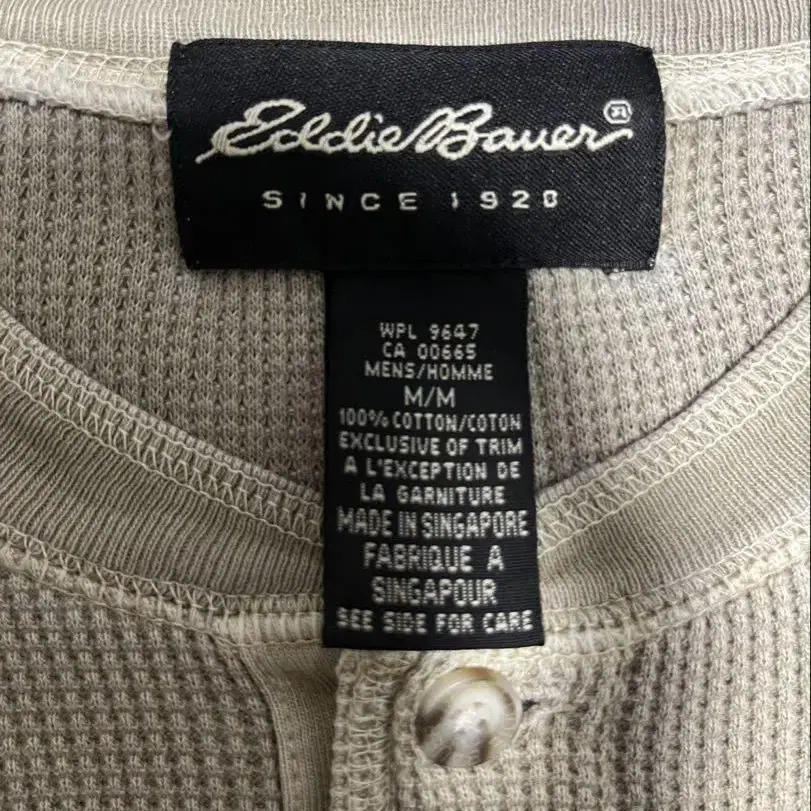 Eddie Bauer®
SINCE 1920
WPL 9647
CA 00665
MENS/HOMME
M/M
100% COTTON/COTON
EXCLUSIVE OF TRIM
A L'EXCEPTION DE
LA GARNITURE
MADE IN SINGAPORE
FABRIQUE A
SINGAPOUR
SEE SIDE FOR CARE